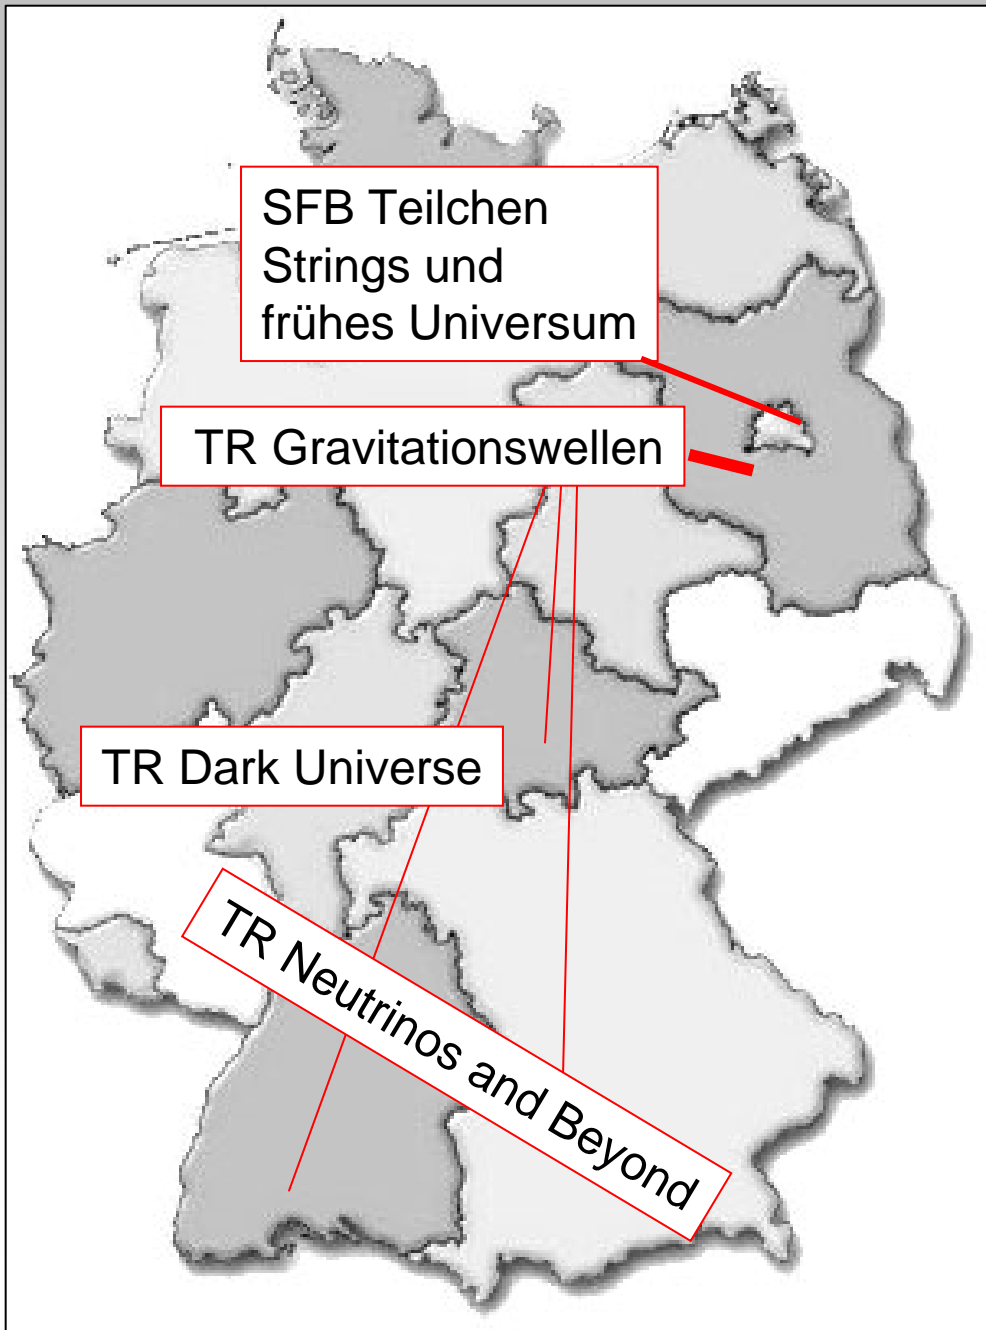 SFB Teilchen
Strings und
frühes Universum
TR Gravitationswellen
TR Dark Universe
TR Neutrinos and Beyond